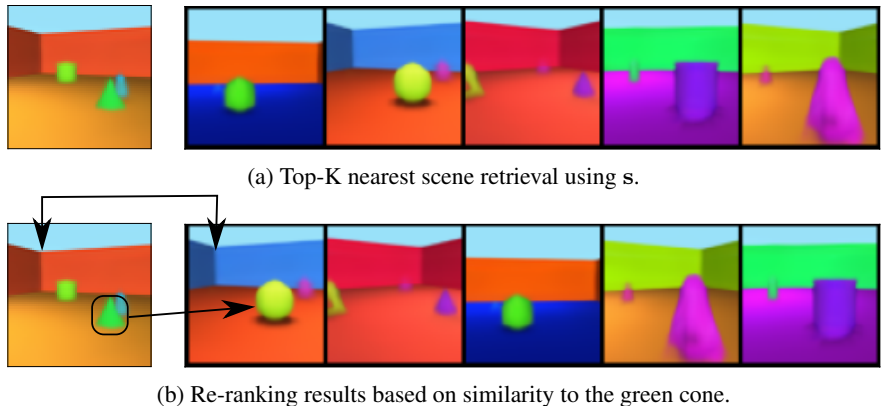 (a) Top-K nearest scene retrieval using s.
(b) Re-ranking results based on similarity to the green cone.